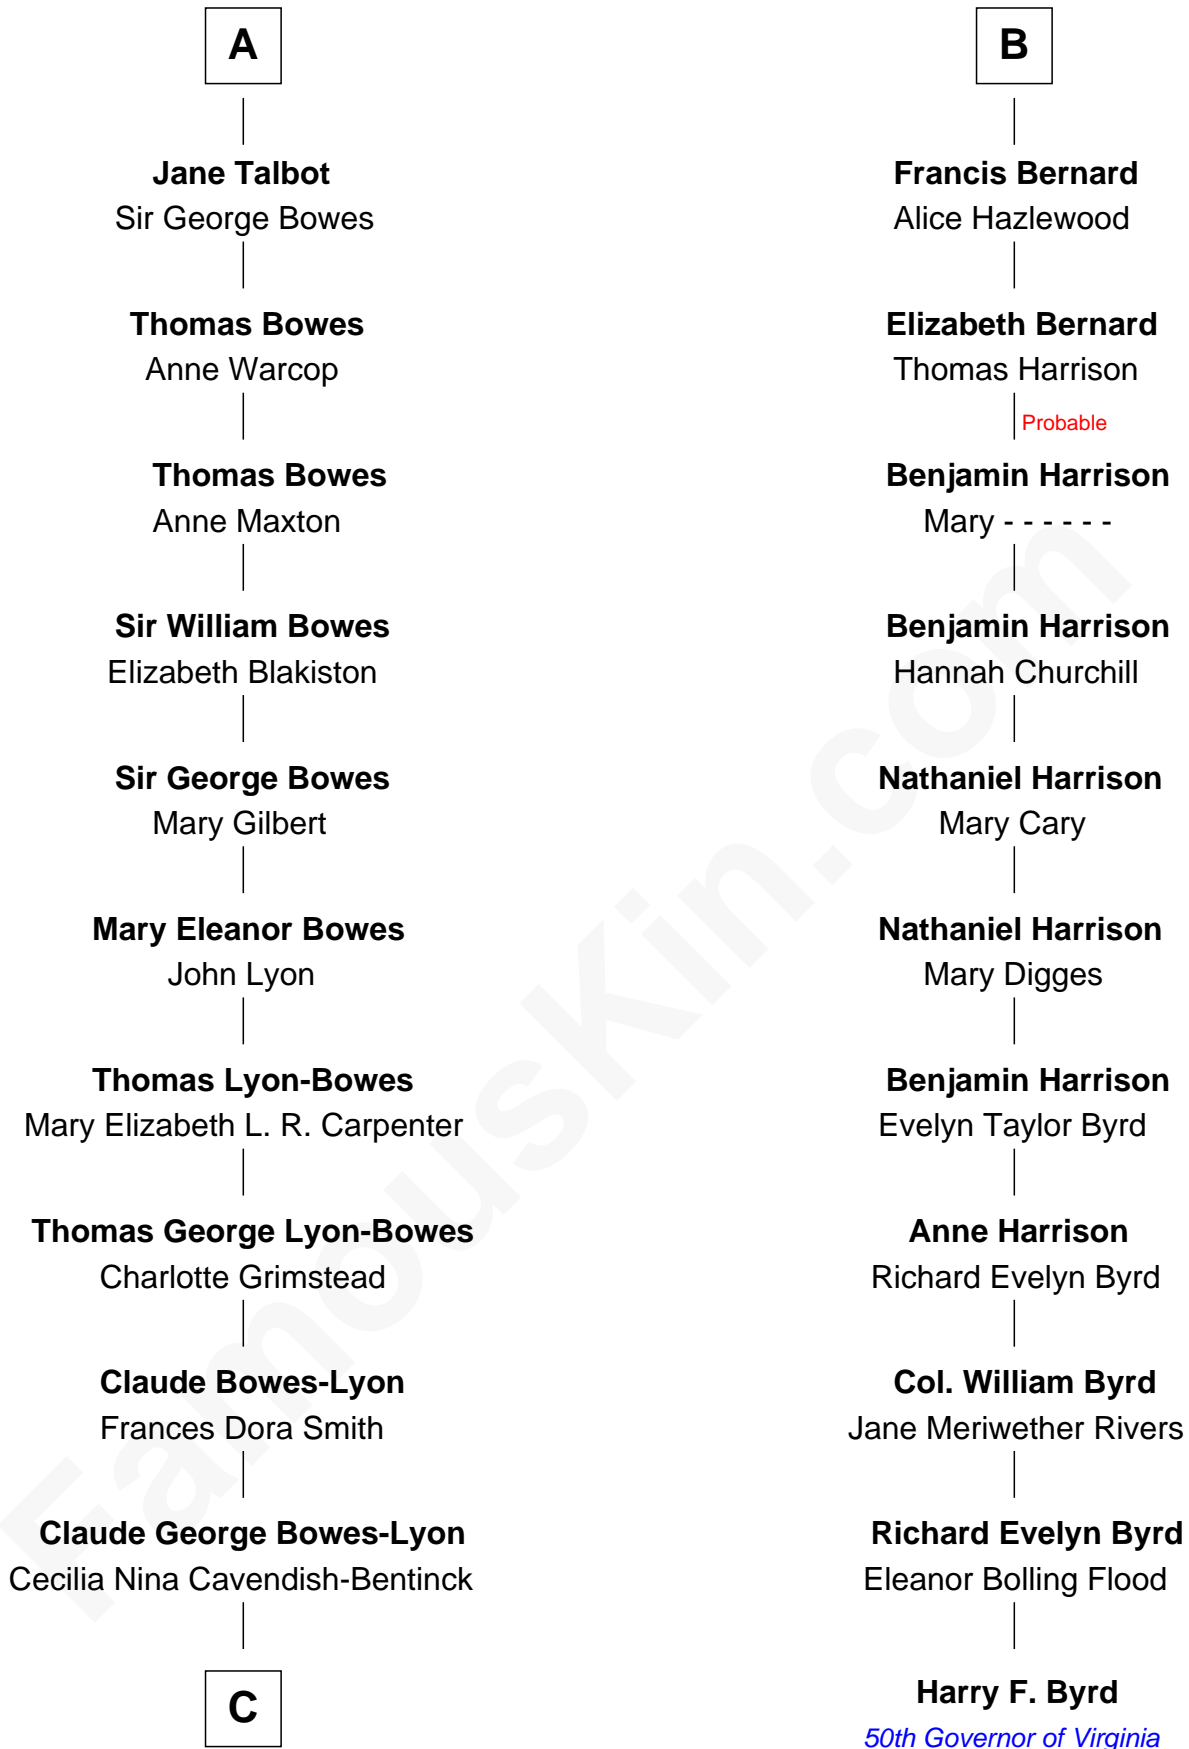 A
Jane Talbot
Sir George Bowes
Thomas Bowes
Anne Warcop
Thomas Bowes
Anne Maxton
Sir William Bowes
Elizabeth Blakiston
Sir George Bowes
Mary Gilbert
Mary Eleanor Bowes
John Lyon
Thomas Lyon-Bowes
Mary Elizabeth L. R. Carpenter
Thomas George Lyon-Bowes
Charlotte Grimstead
Claude Bowes-Lyon
Frances Dora Smith
Claude George Bowes-Lyon
Cecilia Nina Cavendish-Bentinck
C
B
Francis Bernard
Alice Hazlewood
Elizabeth Bernard
Thomas Harrison
Probable
Benjamin Harrison
Mary - - - - - -
Benjamin Harrison
Hannah Churchill
Nathaniel Harrison
Mary Cary
Nathaniel Harrison
Mary Digges
Benjamin Harrison
Evelyn Taylor Byrd
Anne Harrison
Richard Evelyn Byrd
Col. William Byrd
Jane Meriwether Rivers
Richard Evelyn Byrd
Eleanor Bolling Flood
Harry F. Byrd
50th Governor of Virginia
FamousKin.com